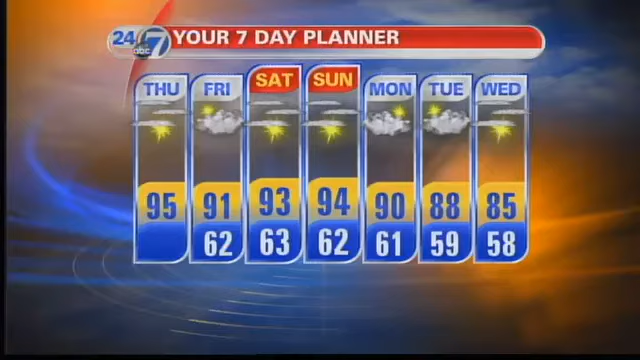 24 abc 7 YOUR 7 DAY PLANNER
THU FRI SAT SUN MON TUE WED
95 91 93 94 90 88 85
62 63 62 61 59 58